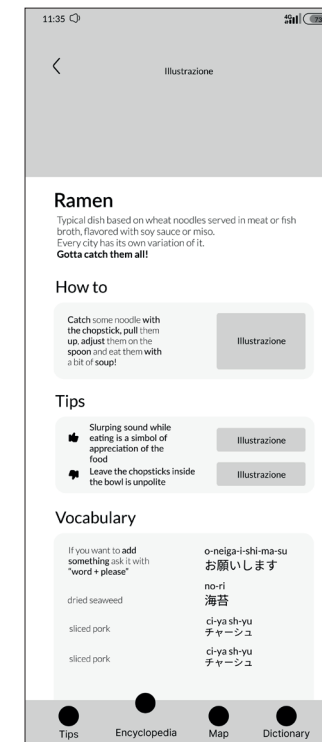 11:35
4G
73
Illustrazione
Ramen
Typical dish based on wheat noodles served in meat or fish
broth, flavored with soy sauce or miso.
Every city has its own variation of it.
Gotta catch them all!
How to
Catch some noodle with
the chopstick, pull them
up, adjust them on the
spoon and eat them with
a bit of soup!
Illustrazione
Tips
Slurping sound while
eating is a simbol of
appreciation of the
food
Illustrazione
Leave the chopsticks inside
the bowl is unpolite
Illustrazione
Vocabulary
If you want to add
something ask it with
"word + please"
o-neiga-i-shi-ma-su
お願いします
dried seaweed
no-ri
海苔
sliced pork
ci-ya sh-yu
チャーシュ
sliced pork
ci-ya sh-yu
チャーシュ
Tips
Encyclopedia
Map
Dictionary